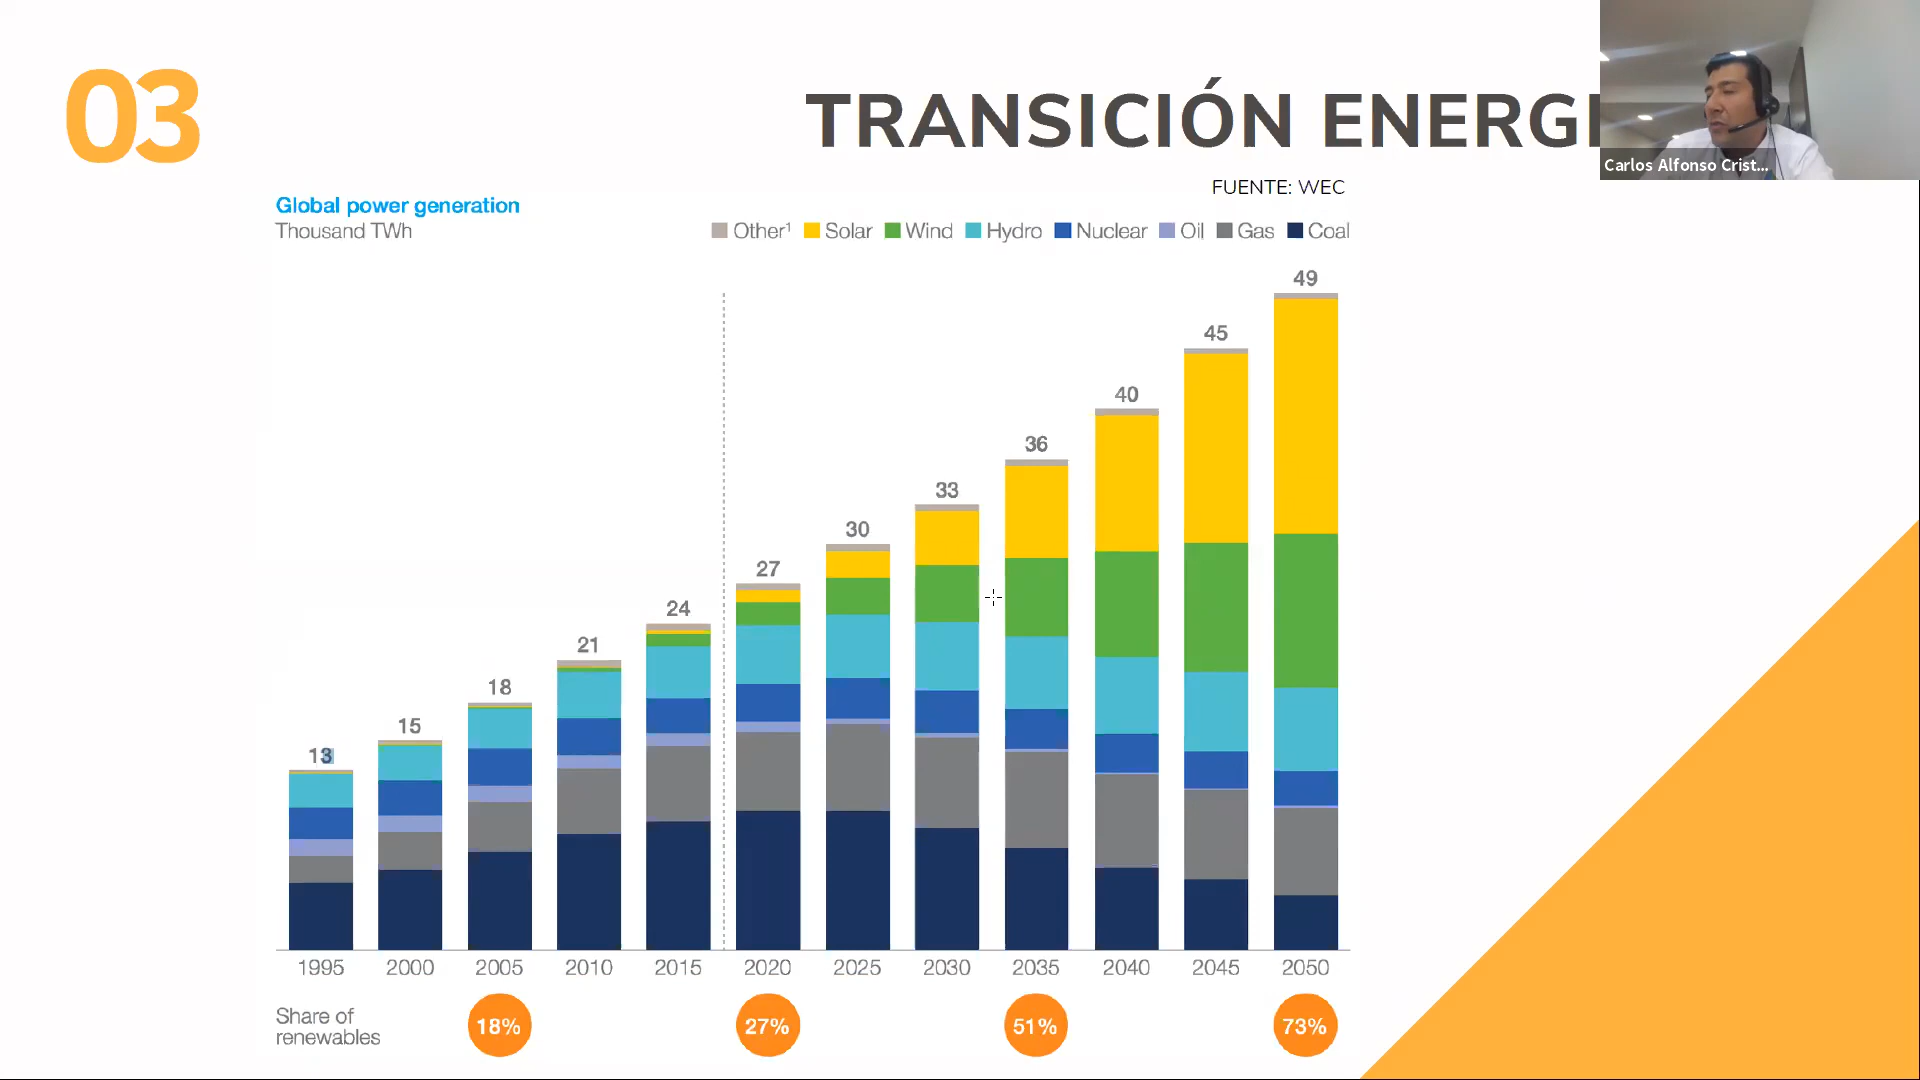 03
TRANSICIÓN ENERGI
Carlos Alfonso Crist...
FUENTE: WEC
Global power generation
Thousand TWh
Other¹ Solar Wind Hydro Nuclear Oil Gas Coal
49
45
40
36
33
30
27
24
21
18
15
13
1995 2000 2005 2010 2015 2020 2025 2030 2035 2040 2045 2050
Share of
renewables
18% 27% 51% 73%